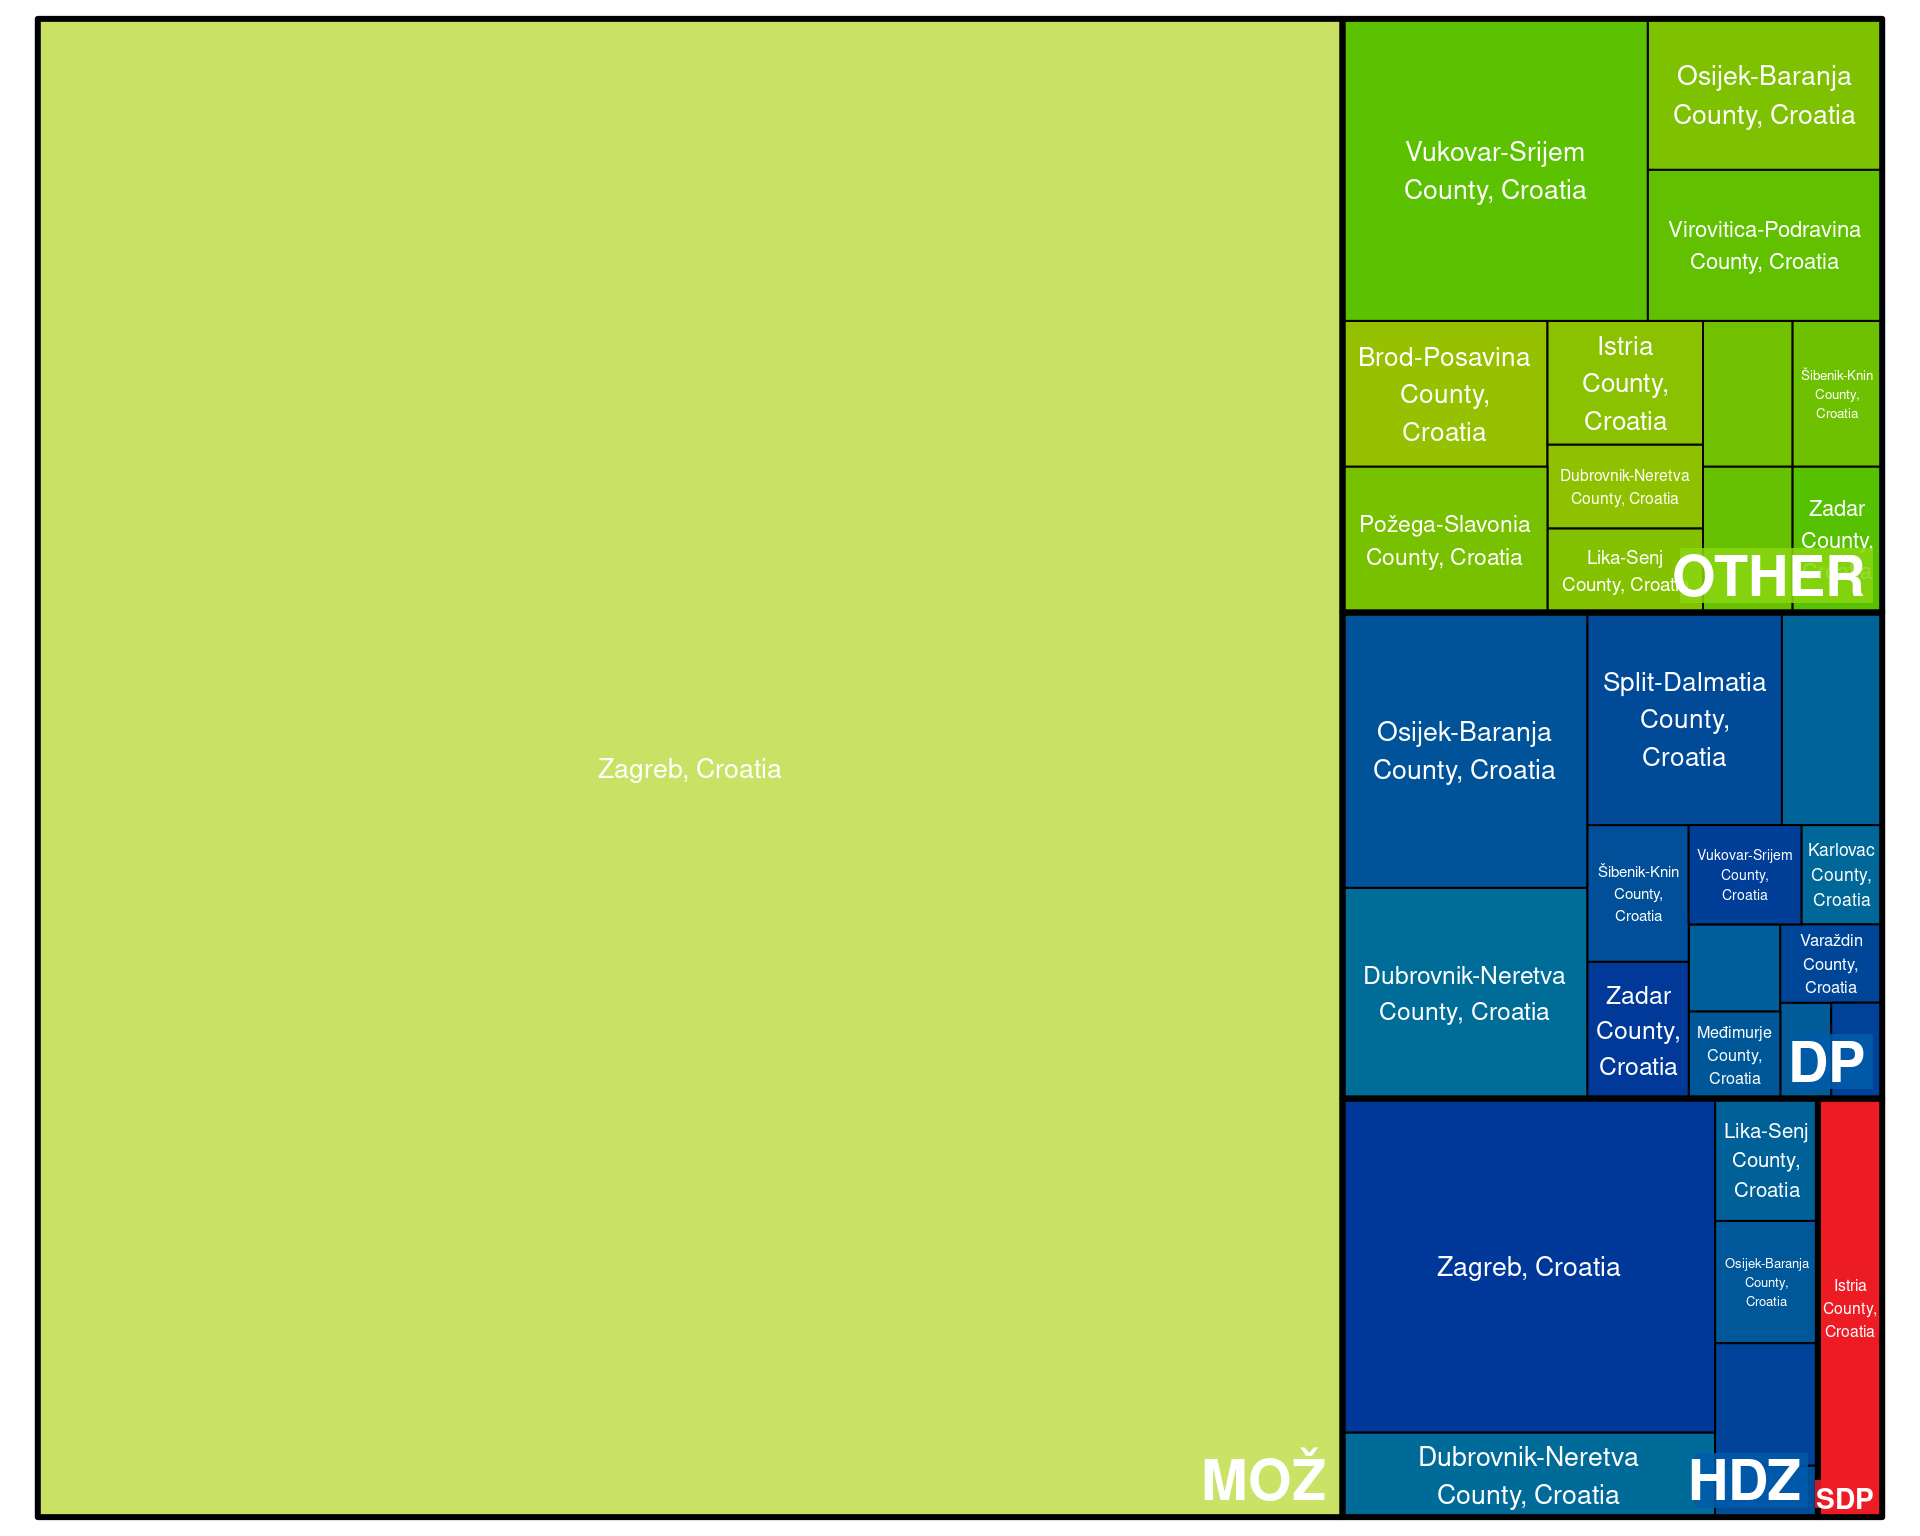 Zagreb, Croatia
MOŽ
Vukovar-Srijem
County, Croatia
Osijek-Baranja
County, Croatia
Virovitica-Podravina
County, Croatia
Brod-Posavina
County,
Croatia
Istria
County,
Croatia
Šibenik-Knin
County,
Croatia
Požega-Slavonia
County, Croatia
Dubrovnik-Neretva
County, Croatia
Lika-Senj
County, Croatia
Zadar
County,
OTHER
Osijek-Baranja
County, Croatia
Split-Dalmatia
County,
Croatia
Dubrovnik-Neretva
County, Croatia
Šibenik-Knin
County,
Croatia
Vukovar-Srijem
County,
Croatia
Karlovac
County,
Croatia
Zadar
County,
Croatia
Varaždin
County,
Croatia
Međimurje
County,
Croatia
DP
Zagreb, Croatia
Lika-Senj
County,
Croatia
Osijek-Baranja
County,
Croatia
Dubrovnik-Neretva
County, Croatia
HDZ
Istria
County,
Croatia
SDP